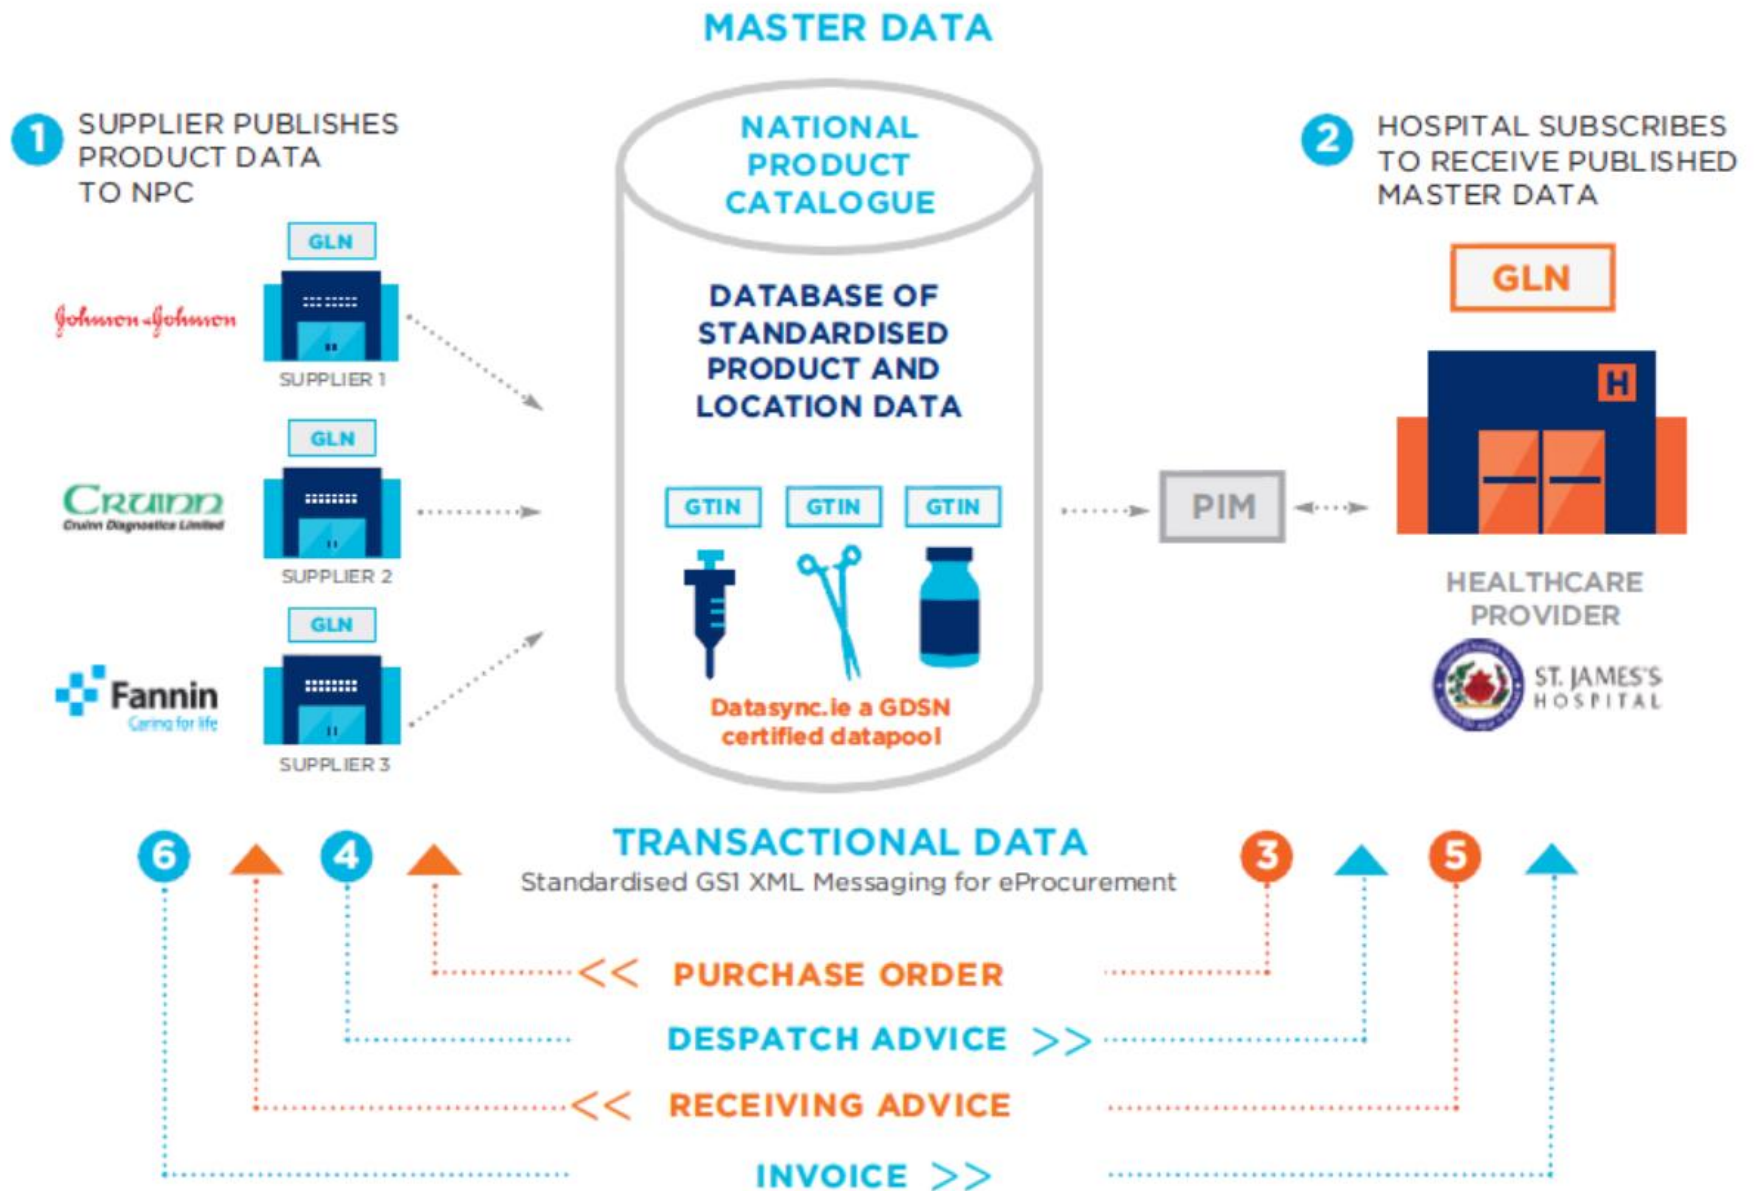 MASTER DATA
1 SUPPLIER PUBLISHES
PRODUCT DATA
TO NPC
GLN
Johnson & Johnson
SUPPLIER 1
GLN
CRUINN
Cruinn Diagnostics Limited
SUPPLIER 2
GLN
Fannin
Caring for life
SUPPLIER 3
NATIONAL
PRODUCT
CATALOGUE
DATABASE OF
STANDARDISED
PRODUCT AND
LOCATION DATA
GTIN GTIN GTIN
Datasync.ie a GDSN
certified datapool
PIM
2 HOSPITAL SUBSCRIBES
TO RECEIVE PUBLISHED
MASTER DATA
GLN
H
HEALTHCARE
PROVIDER
ST. JAMES'S
HOSPITAL
6 4 TRANSACTIONAL DATA 3 5
Standardised GS1 XML Messaging for eProcurement
<< PURCHASE ORDER
DESPATCH ADVICE >>
<< RECEIVING ADVICE
INVOICE >>